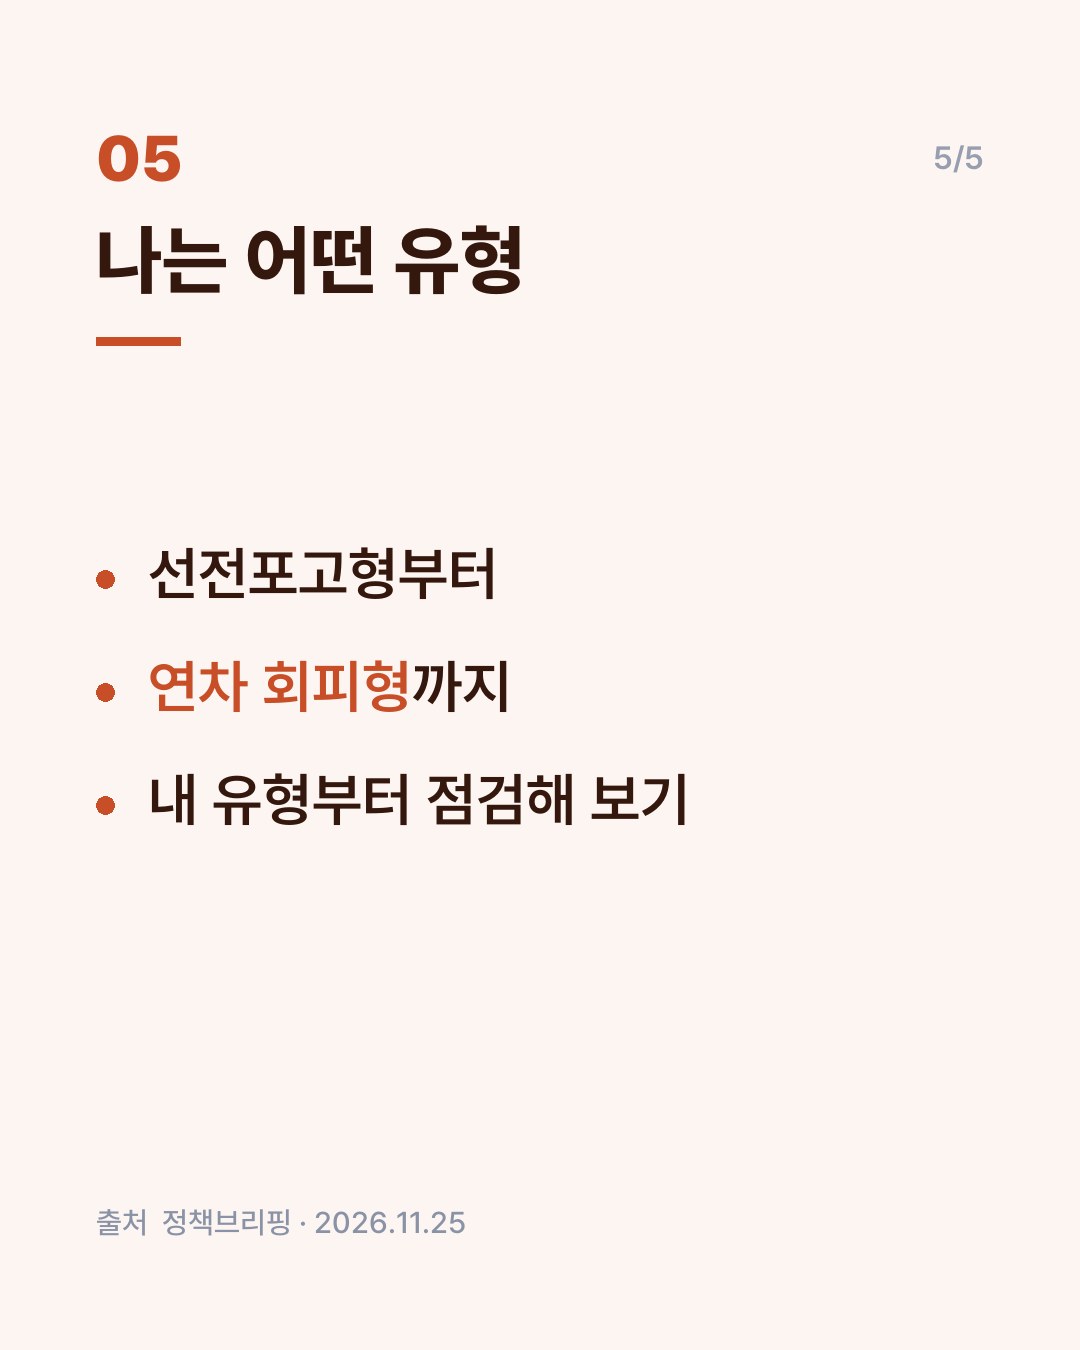 05
5/5
나는 어떤 유형
선전포고형부터
연차 회피형까지
내 유형부터 점검해 보기
출처 정책브리핑 · 2026.11.25